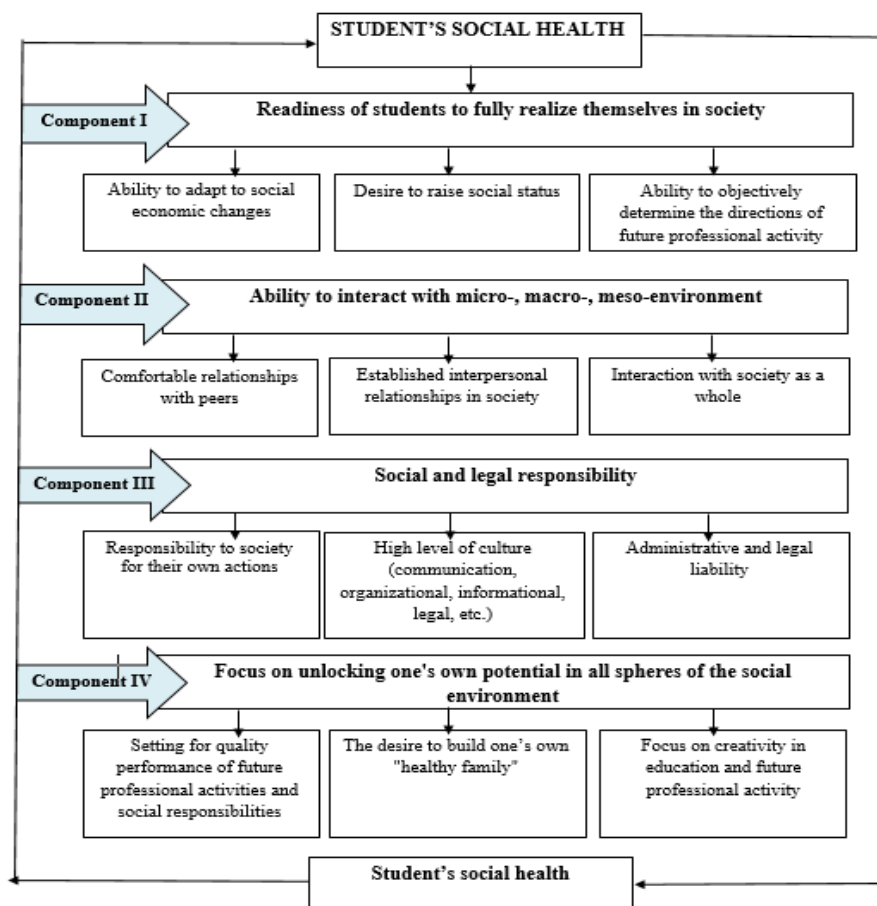 STUDENT'S SOCIAL HEALTH
Component I
Readiness of students to fully realize themselves in society
Ability to adapt to social
economic changes
Desire to raise social status
Ability to objectively
determine the directions of
future professional activity
Component II
Ability to interact with micro-, macro-, meso-environment
Comfortable relationships
with peers
Established interpersonal
relationships in society
Interaction with society as a
whole
Component III
Social and legal responsibility
Responsibility to society
for their own actions
High level of culture
(communication,
organizational, informational,
legal, etc.)
Administrative and legal
liability
Component IV
Focus on unlocking one's own potential in all spheres of the social
environment
Setting for quality
performance of future
professional activities and
social responsibilities
The desire to build one's own
"healthy family"
Focus on creativity in
education and future
professional activity
Student's social health